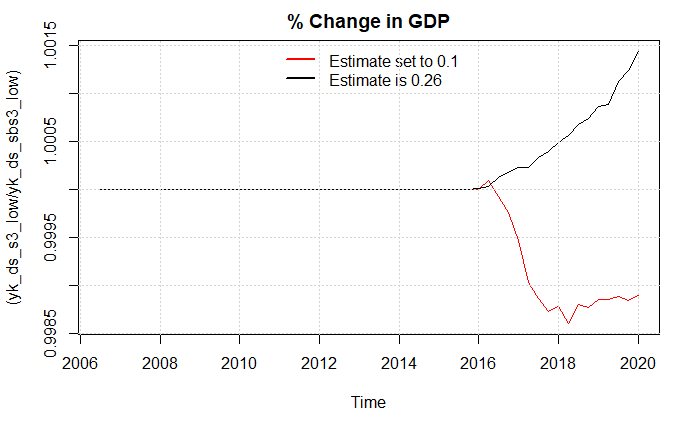 % Change in GDP
Estimate set to 0.1
Estimate is 0.26
(yk_ds_s3_low/yk_ds_sbs3_low)
1.0015
1.0005
0.9995
0.9985
2006 2008 2010 2012 2014 2016 2018 2020
Time